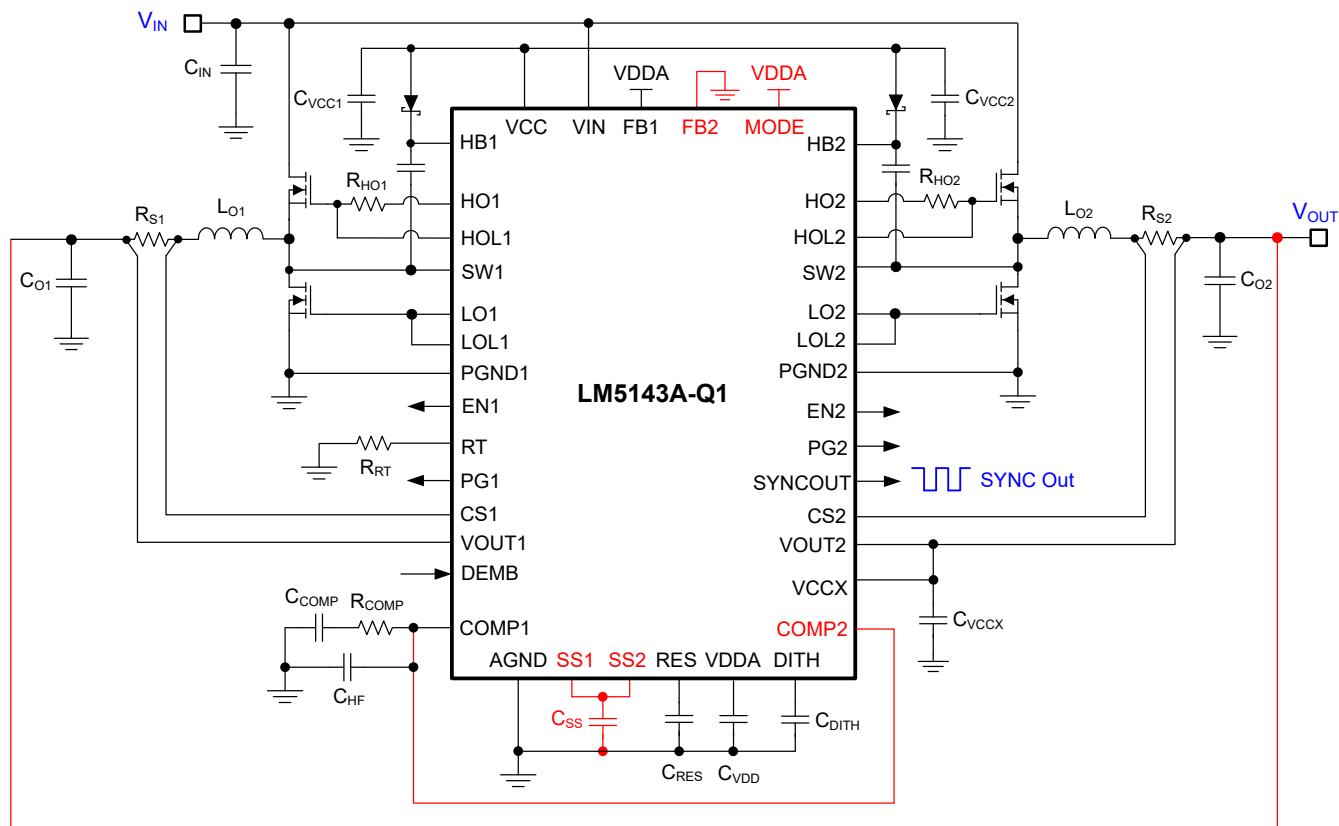 VIN
CIN
CVCC1
VDDA
VDDA
CVCC2
VCC
VIN
FB1
FB2
MODE
HB1
HB2
RHO1
HO1
HO2
RHO2
RS1
LO1
HOL1
HOL2
LO2
RS2
VOUT
SW1
SW2
CO1
CO2
LO1
LO2
LOL1
LOL2
PGND1
PGND2
LM5143A-Q1
EN1
EN2
RT
RRT
PG2
PG1
SYNCOUT
SYNC Out
CS1
CS2
VOUT1
VOUT2
DEMB
VCCX
CCOMP
RCOMP
COMP1
COMP2
CVCCX
CHF
AGND
SS1
SS2
RES
VDDA
DITH
CSS
CDITH
CRES
CVDD